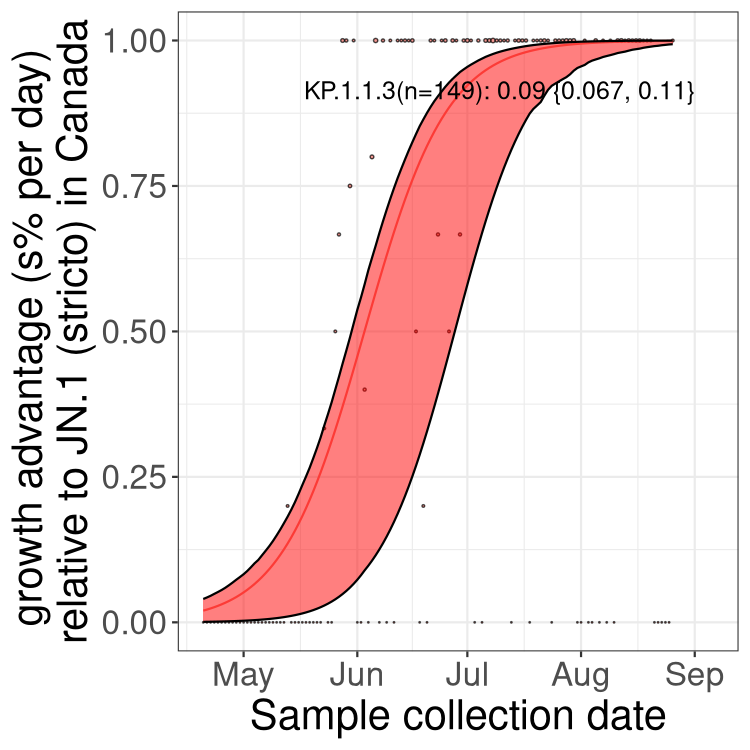 growth advantage (s% per day)
relative to JN.1 (stricto) in Canada
1.00
0.75
0.50
0.25
0.00
KP.1.1.3(n=149): 0.09 {0.067, 0.11}
May Jun Jul Aug Sep
Sample collection date